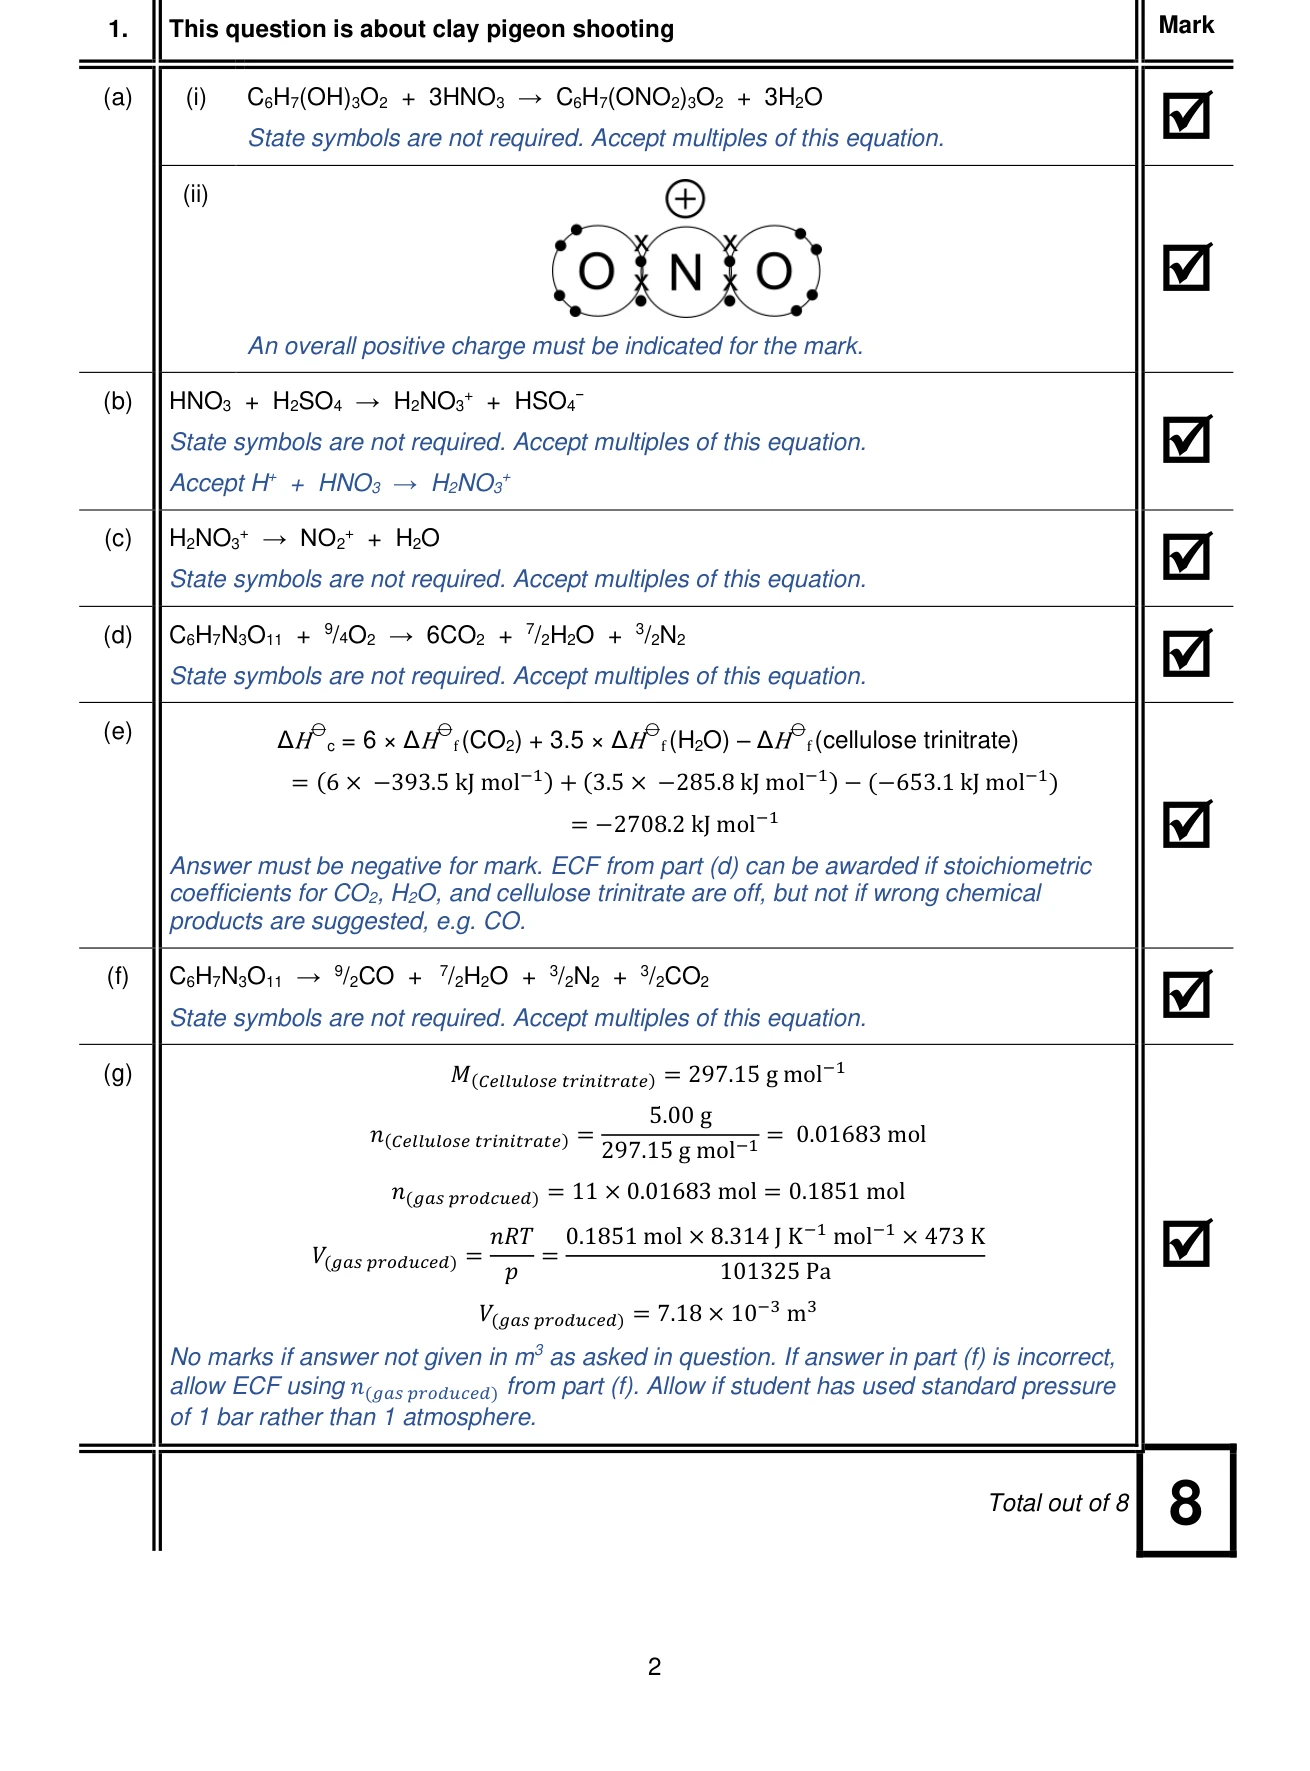 1. This question is about clay pigeon shooting Mark
(a) (i) C₆H₇(OH)₃O₂ + 3HNO₃ → C₆H₇(ONO₂)₃O₂ + 3H₂O
State symbols are not required. Accept multiples of this equation.
(ii)
+
O N O
An overall positive charge must be indicated for the mark.
(b) HNO₃ + H₂SO₄ → H₂NO₃⁺ + HSO₄⁻
State symbols are not required. Accept multiples of this equation.
Accept H⁺ + HNO₃ → H₂NO₃⁺
(c) H₂NO₃⁺ → NO₂⁺ + H₂O
State symbols are not required. Accept multiples of this equation.
(d) C₆H₇N₃O₁₁ + ⁹/₄O₂ → 6CO₂ + ⁷/₂H₂O + ³/₂N₂
State symbols are not required. Accept multiples of this equation.
(e) ΔH⦵c = 6 × ΔH⦵f(CO₂) + 3.5 × ΔH⦵f(H₂O) – ΔH⦵f(cellulose trinitrate)
= (6 × −393.5 kJ mol⁻¹) + (3.5 × −285.8 kJ mol⁻¹) − (−653.1 kJ mol⁻¹)
= −2708.2 kJ mol⁻¹
Answer must be negative for mark. ECF from part (d) can be awarded if stoichiometric
coefficients for CO₂, H₂O, and cellulose trinitrate are off, but not if wrong chemical
products are suggested, e.g. CO.
(f) C₆H₇N₃O₁₁ → ⁹/₂CO + ⁷/₂H₂O + ³/₂N₂ + ³/₂CO₂
State symbols are not required. Accept multiples of this equation.
(g) M(Cellulose trinitrate) = 297.15 g mol⁻¹
n(Cellulose trinitrate) = 5.00 g / 297.15 g mol⁻¹ = 0.01683 mol
n(gas prodcued) = 11 × 0.01683 mol = 0.1851 mol
V(gas produced) = nRT / p = 0.1851 mol × 8.314 J K⁻¹ mol⁻¹ × 473 K / 101325 Pa
V(gas produced) = 7.18 × 10⁻³ m³
No marks if answer not given in m³ as asked in question. If answer in part (f) is incorrect,
allow ECF using n(gas produced) from part (f). Allow if student has used standard pressure
of 1 bar rather than 1 atmosphere.
Total out of 8 8
2